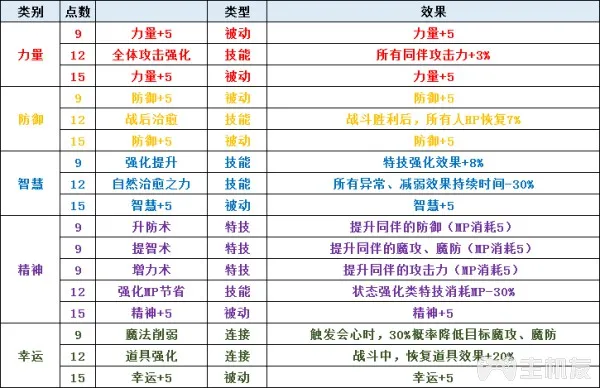 类别 点数 类型 效果
力量 9 力量+5 被动 力量+5
12 全体攻击强化 技能 所有同伴攻击力+3%
15 力量+5 被动 力量+5
防御 9 防御+5 被动 防御+5
12 战后治愈 技能 战斗胜利后，所有人HP恢复7%
15 防御+5 被动 防御+5
智慧 9 强化提升 技能 特技强化效果+8%
12 自然治愈之力 技能 所有异常、减弱效果持续时间-30%
15 智慧+5 被动 智慧+5
精神 9 升防术 特技 提升同伴的防御（MP消耗5）
9 提智术 特技 提升同伴的魔攻、魔防（MP消耗5）
9 增力术 特技 提升同伴的攻击力（MP消耗5）
12 强化MP节省 技能 状态强化类特技消耗MP-30%
15 精神+5 被动 精神+5
幸运 9 魔法削弱 连接 触发会心时，30%概率降低目标魔攻、魔防
12 道具强化 连接 战斗中，恢复道具效果+20%
15 幸运+5 被动 幸运+5
主机友